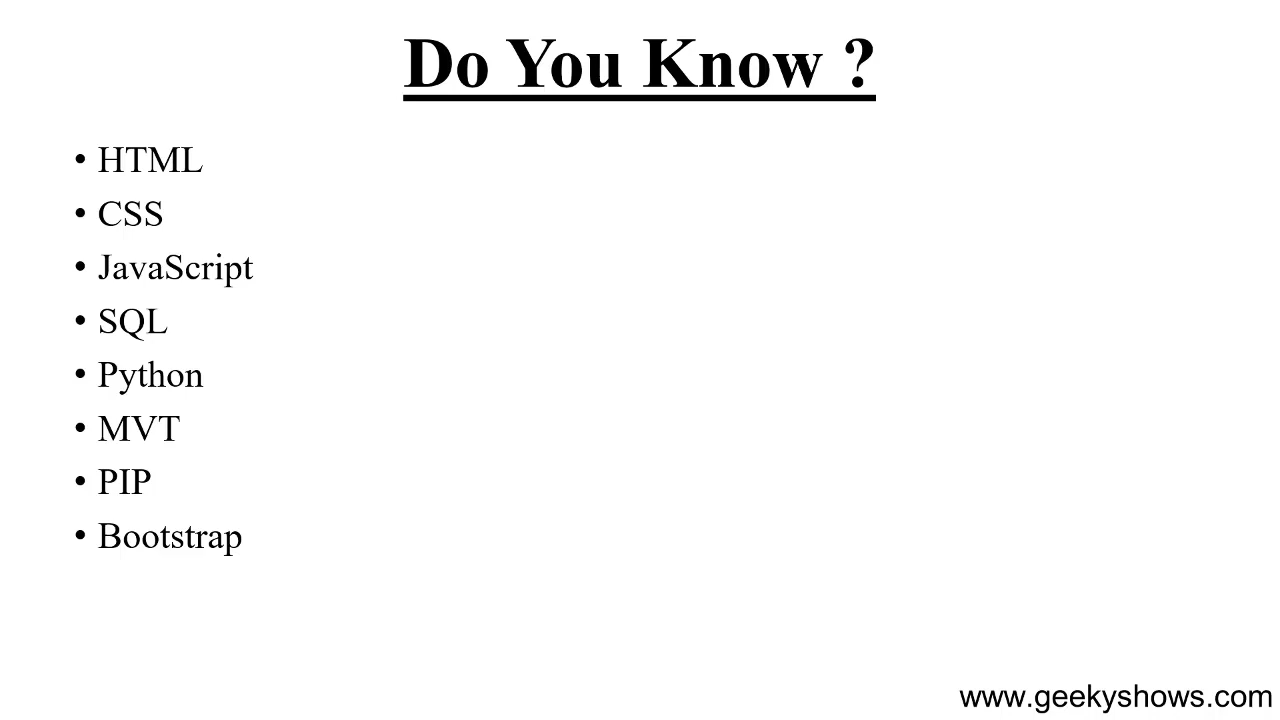 Do You Know ?
• HTML
• CSS
• JavaScript
• SQL
• Python
• MVT
• PIP
• Bootstrap
www.geekyshows.com